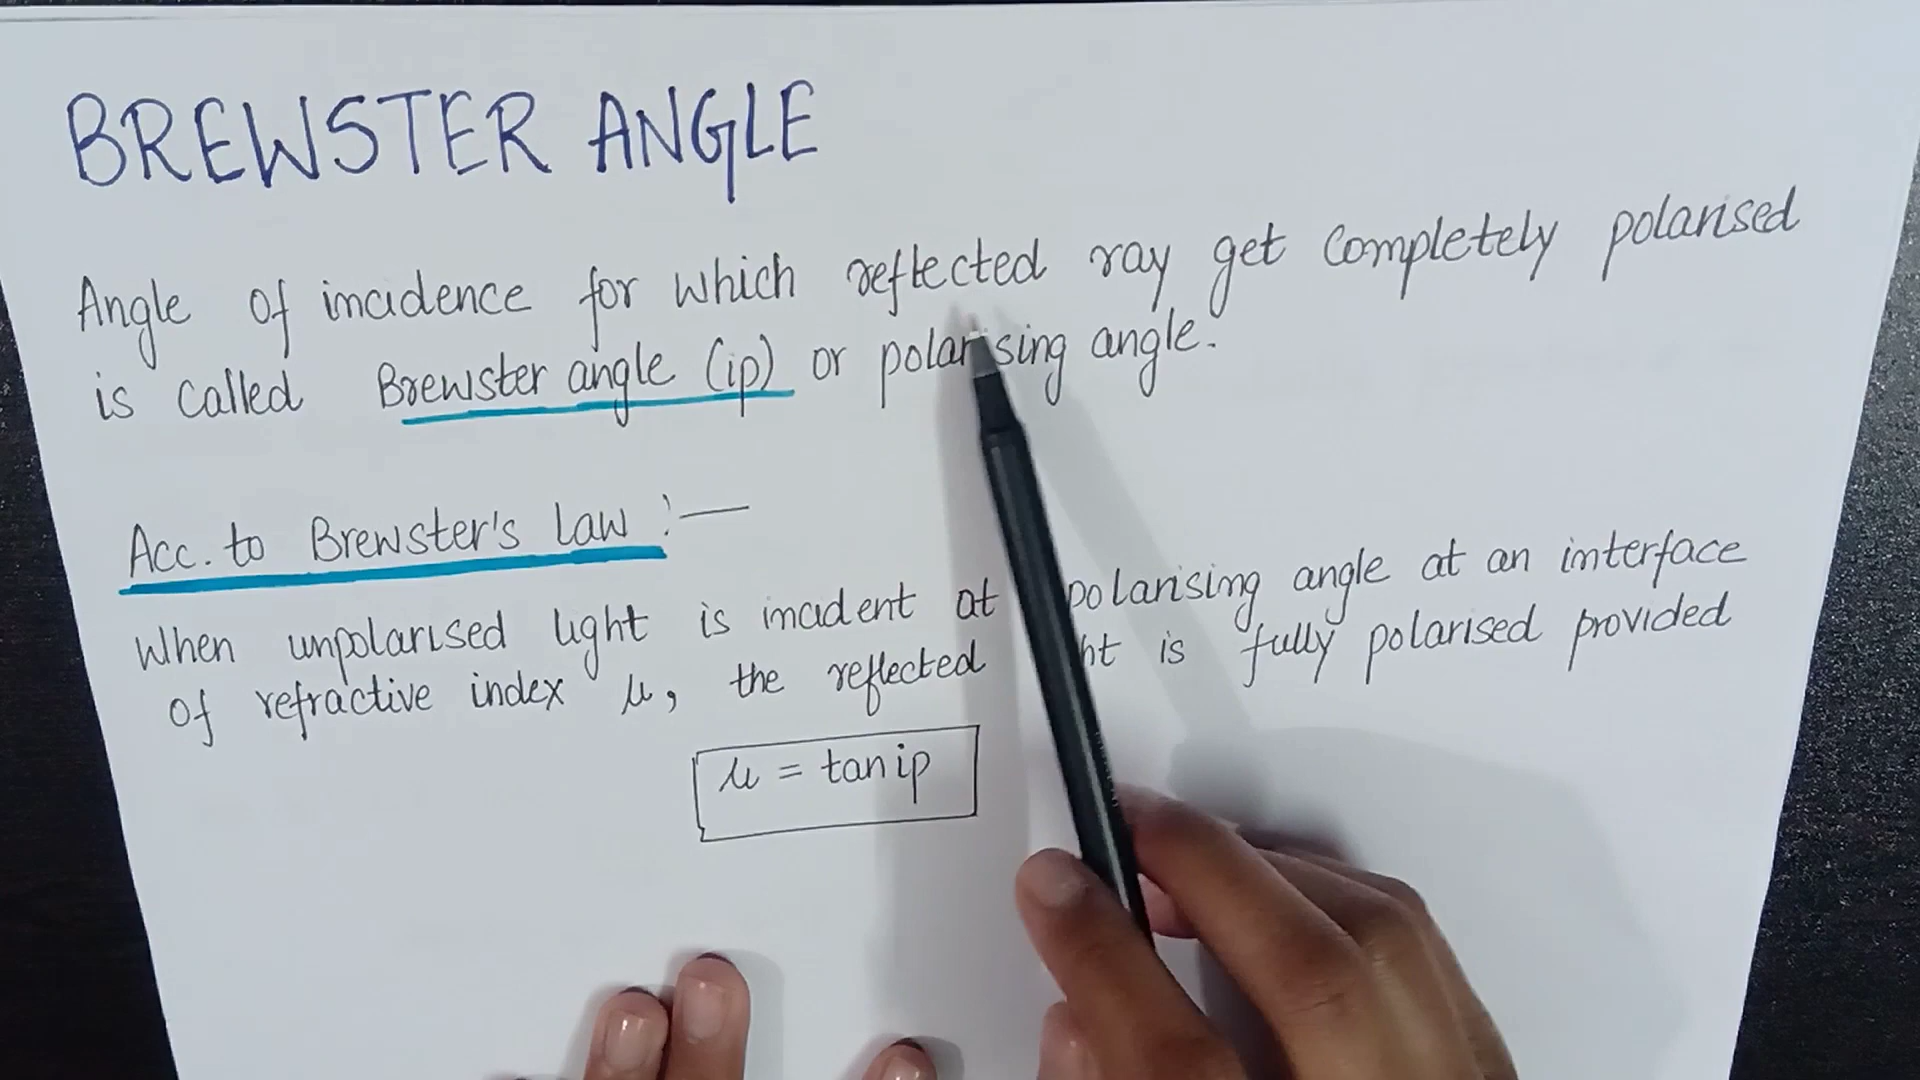 BREWSTER ANGLE
Angle of incidence for which reflected ray get completely polarised
is called Brewster angle (ip) or polarising angle.
Acc. to Brewster's law :—
When unpolarised light is incident at polarising angle at an interface
of refractive index μ, the reflected is fully polarised provided
μ = tan ip